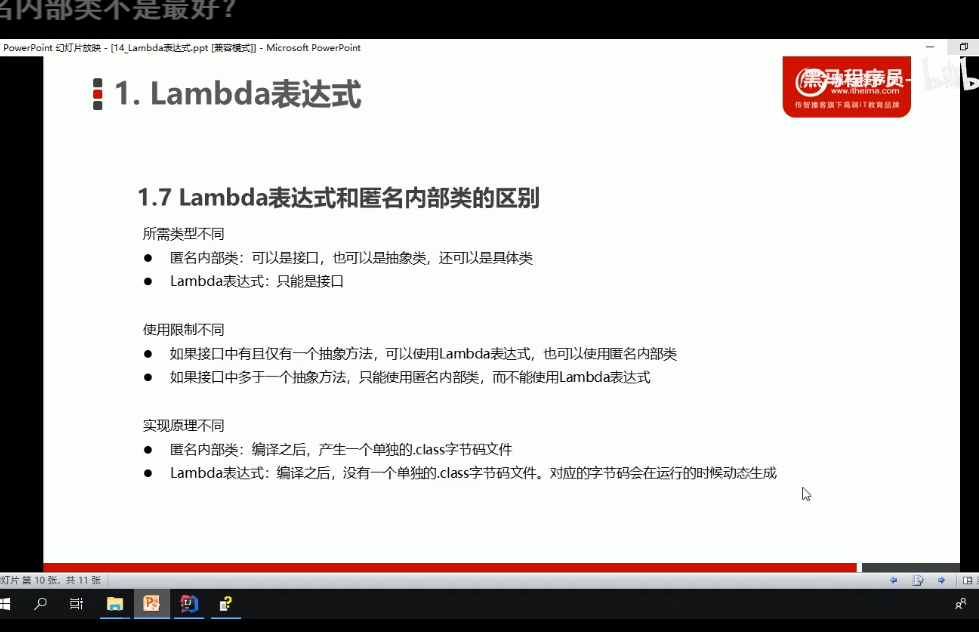 名内部类不是最好?
PowerPoint 幻灯片放映 - [14_Lambda表达式.ppt [兼容模式]] - Microsoft PowerPoint
1. Lambda表达式
黑马程序员
www.itheima.com
传智播客旗下高端IT教育品牌
1.7 Lambda表达式和匿名内部类的区别
所需类型不同
● 匿名内部类：可以是接口，也可以是抽象类，还可以是具体类
● Lambda表达式：只能是接口
使用限制不同
● 如果接口中有且仅有一个抽象方法，可以使用Lambda表达式，也可以使用匿名内部类
● 如果接口中多于一个抽象方法，只能使用匿名内部类，而不能使用Lambda表达式
实现原理不同
● 匿名内部类：编译之后，产生一个单独的.class字节码文件
● Lambda表达式：编译之后，没有一个单独的.class字节码文件。对应的字节码会在运行的时候动态生成
幻灯片 第 10 张，共 11 张